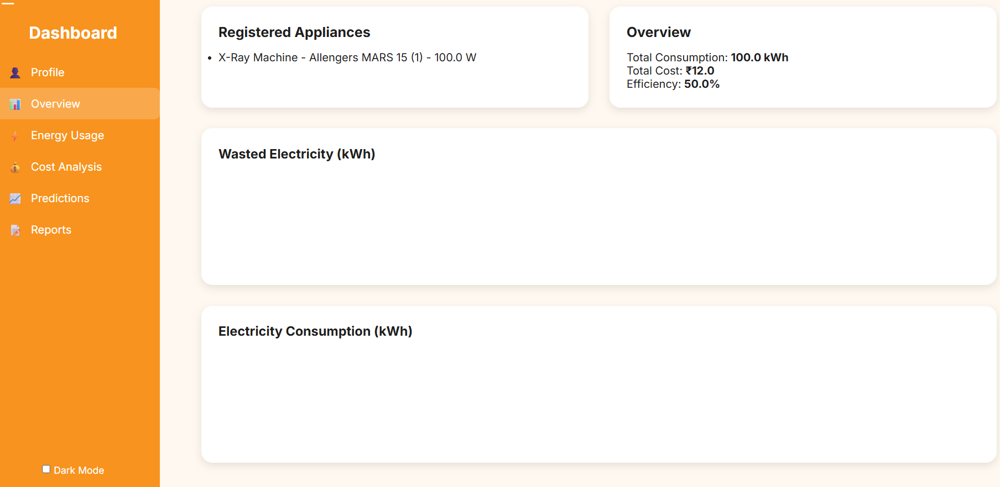 Dashboard
Profile
Overview
Energy Usage
Cost Analysis
Predictions
Reports
Dark Mode
Registered Appliances
• X-Ray Machine - Allengers MARS 15 (1) - 100.0 W
Overview
Total Consumption: 100.0 kWh
Total Cost: ₹12.0
Efficiency: 50.0%
Wasted Electricity (kWh)
Electricity Consumption (kWh)